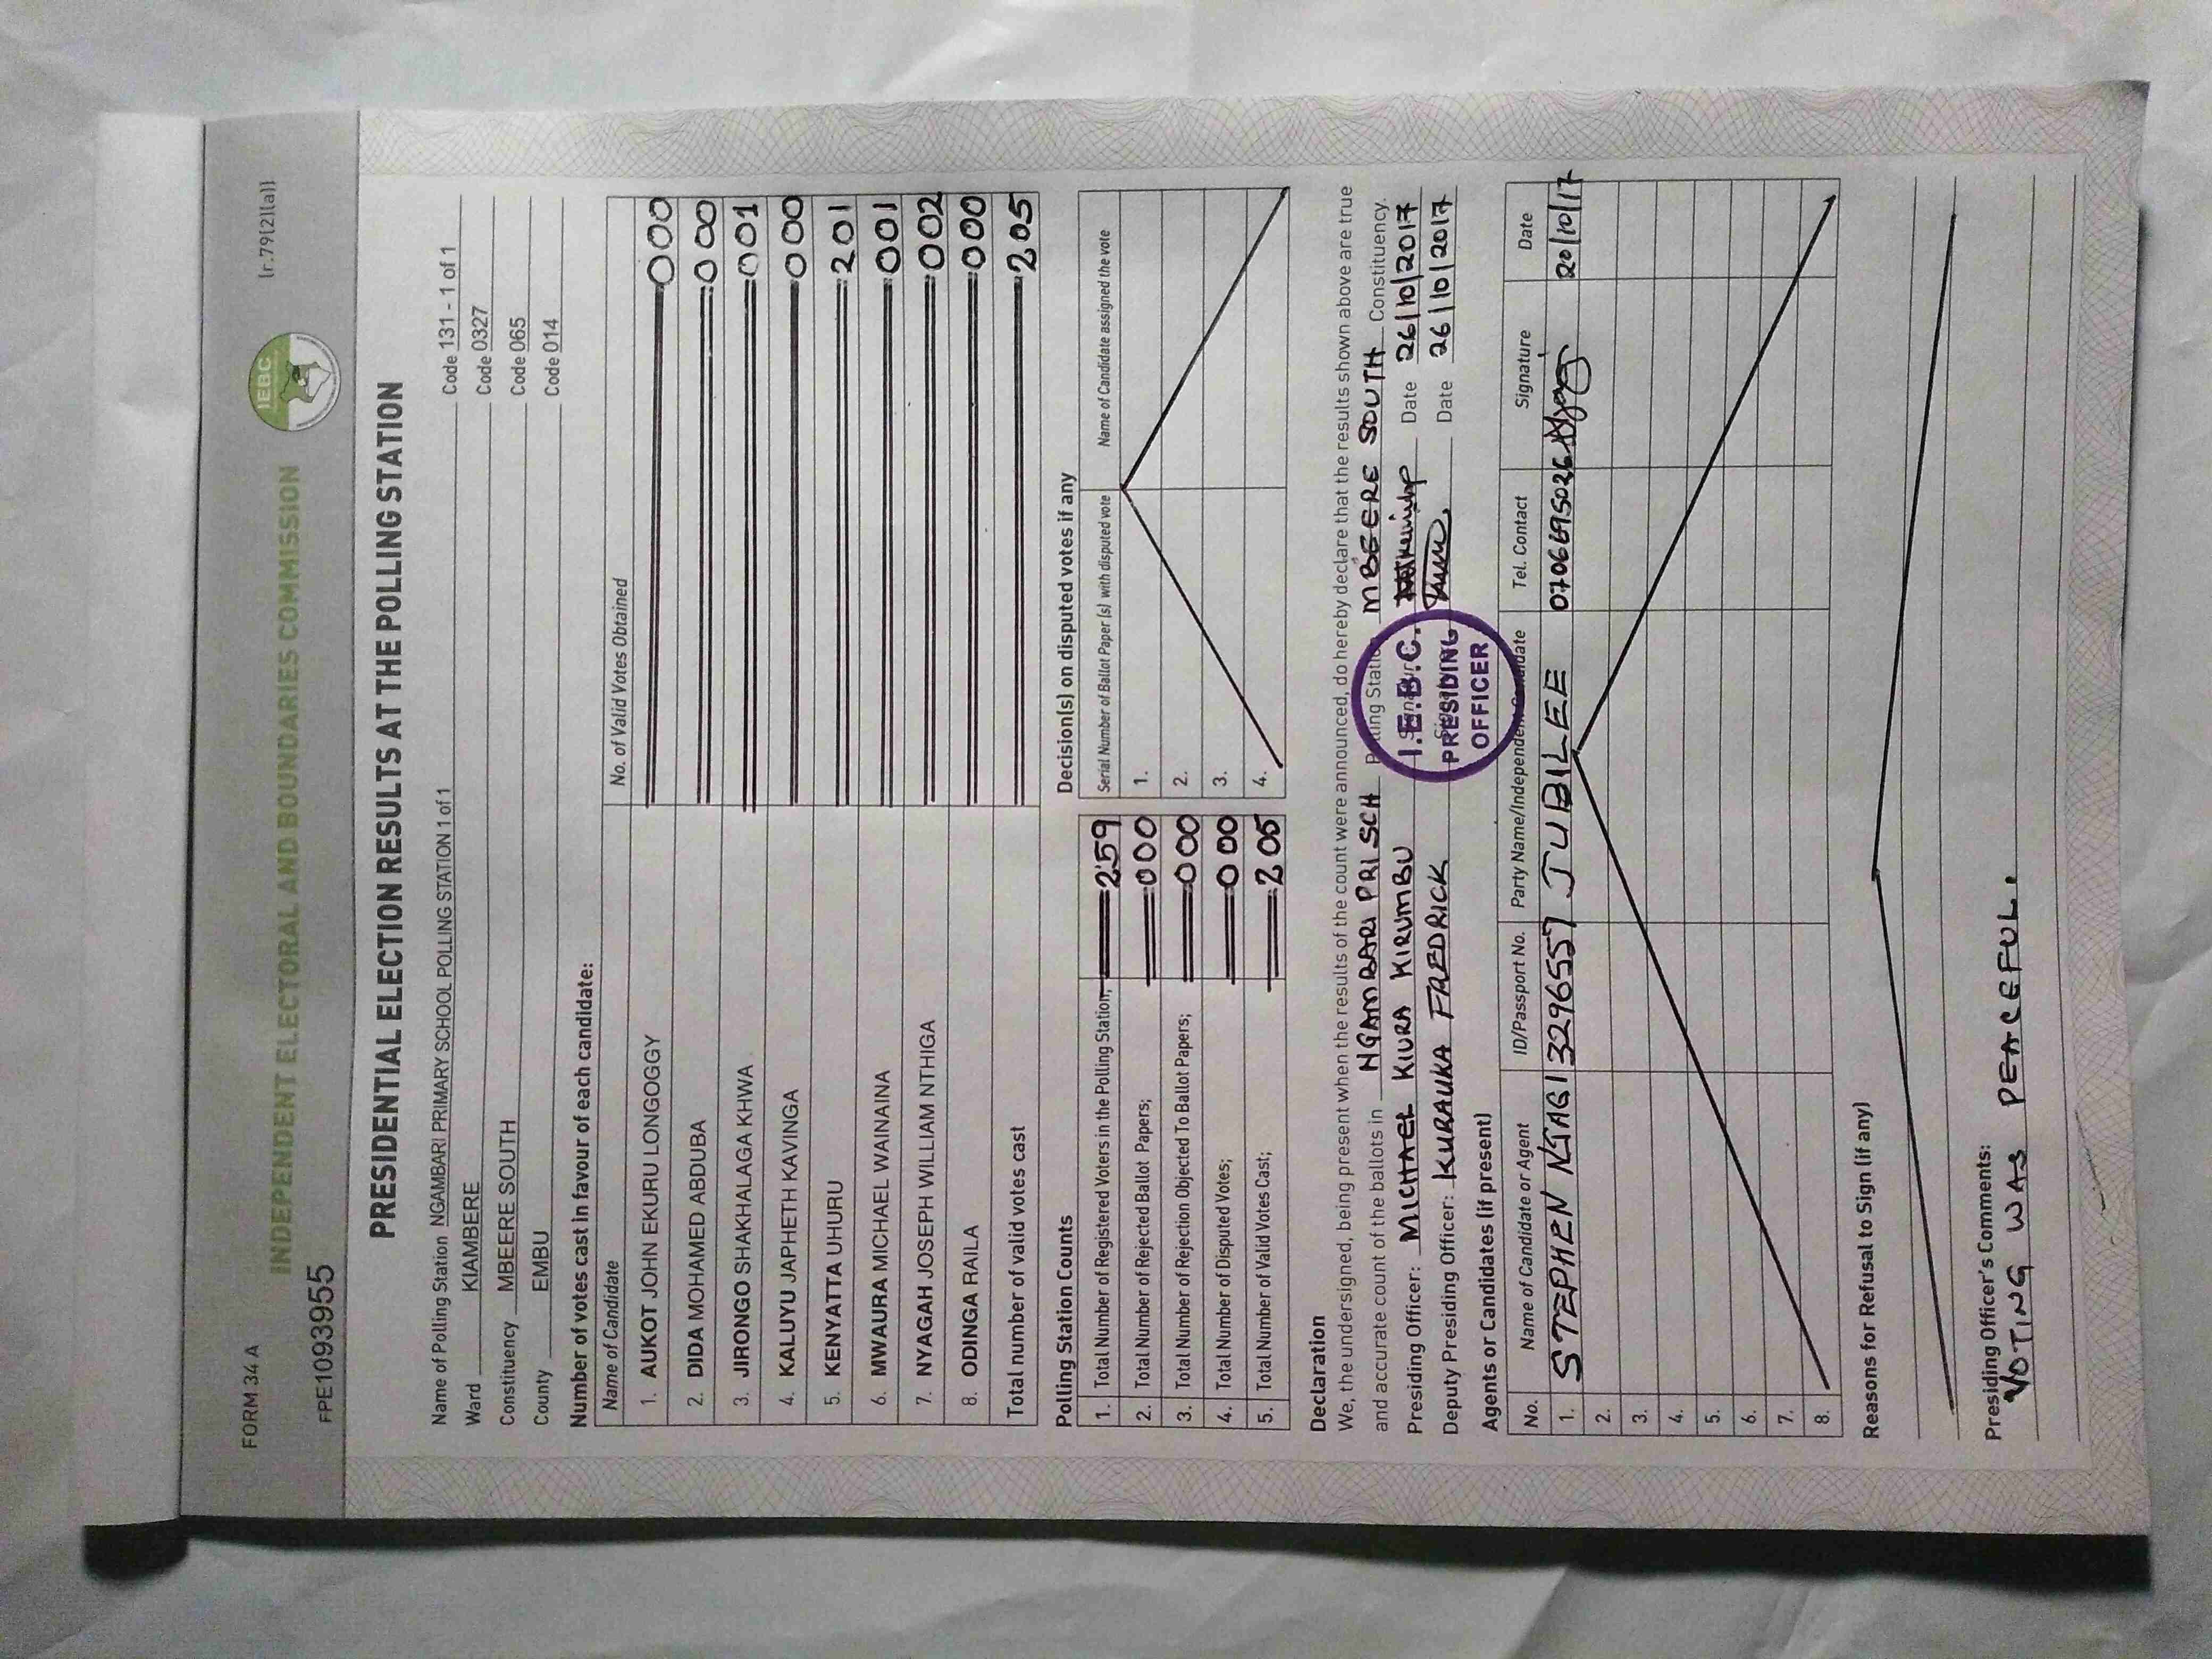 FORM 34 A
(r.79(2)(a))
IEBC
INDEPENDENT ELECTORAL AND BOUNDARIES COMMISSION
FPE1093955
PRESIDENTIAL ELECTION RESULTS AT THE POLLING STATION
Name of Polling Station NGAMBARI PRIMARY SCHOOL POLLING STATION 1 of 1 Code 131 - 1 of 1
Ward KIAMBERE Code 0327
Constituency MBEERE SOUTH Code 065
County EMBU Code 014
Number of votes cast in favour of each candidate:
Name of Candidate No. of Valid Votes Obtained
1. AUKOT JOHN EKURU LONGOGGY 000
2. DIDA MOHAMED ABDUBA 000
3. JIRONGO SHAKHALAGA KHWA 001
4. KALUYU JAPHETH KAVINGA 000
5. KENYATTA UHURU 201
6. MWAURA MICHAEL WAINAINA 001
7. NYAGAH JOSEPH WILLIAM NTHIGA 002
8. ODINGA RAILA 000
Total number of valid votes cast 205
Polling Station Counts
1. Total Number of Registered Voters in the Polling Station; 259
2. Total Number of Rejected Ballot Papers; 000
3. Total Number of Rejection Objected To Ballot Papers; 000
4. Total Number of Disputed Votes; 000
5. Total Number of Valid Votes Cast; 205
Decision(s) on disputed votes if any
Serial Number of Ballot Paper (s) with disputed vote Name of Candidate assigned the vote
1.
2.
3.
4.
Declaration
We, the undersigned, being present when the results of the count were announced, do hereby declare that the results shown above are true
and accurate count of the ballots in NGAMBARI PRI SCH Polling Station MBEERE SOUTH Constituency.
Presiding Officer: MICHAEL KIURA KIRUMBU Signature Date 26/10/2017
Deputy Presiding Officer: KURAUKA FREDRICK Date 26/10/2017
I.E.B.C.
PRESIDING
OFFICER
Agents or Candidates (if present)
No. Name of Candidate or Agent ID/Passport No. Party Name/Independent Candidate Tel. Contact Signature Date
1. STEPHEN NJAGI 32965571 JUBILEE 0706695026 20/10/17
2.
3.
4.
5.
6.
7.
8.
Reasons for Refusal to Sign (if any)
Presiding Officer's Comments:
VOTING WAS PEACEFUL.